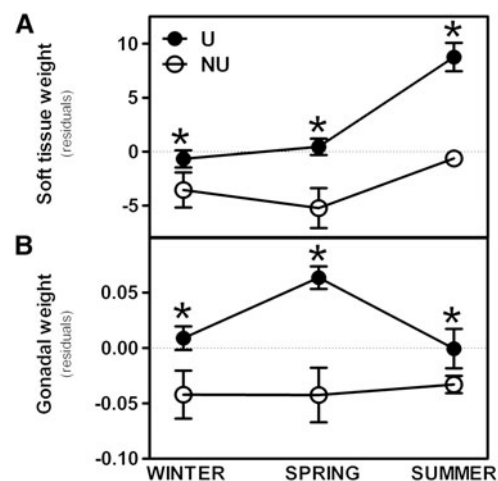 A
Soft tissue weight
(residuals)
10
5
0
-5
U
NU
*
*
*
B
Gonadal weight
(residuals)
0.05
0.00
-0.05
-0.10
*
*
*
WINTER SPRING SUMMER